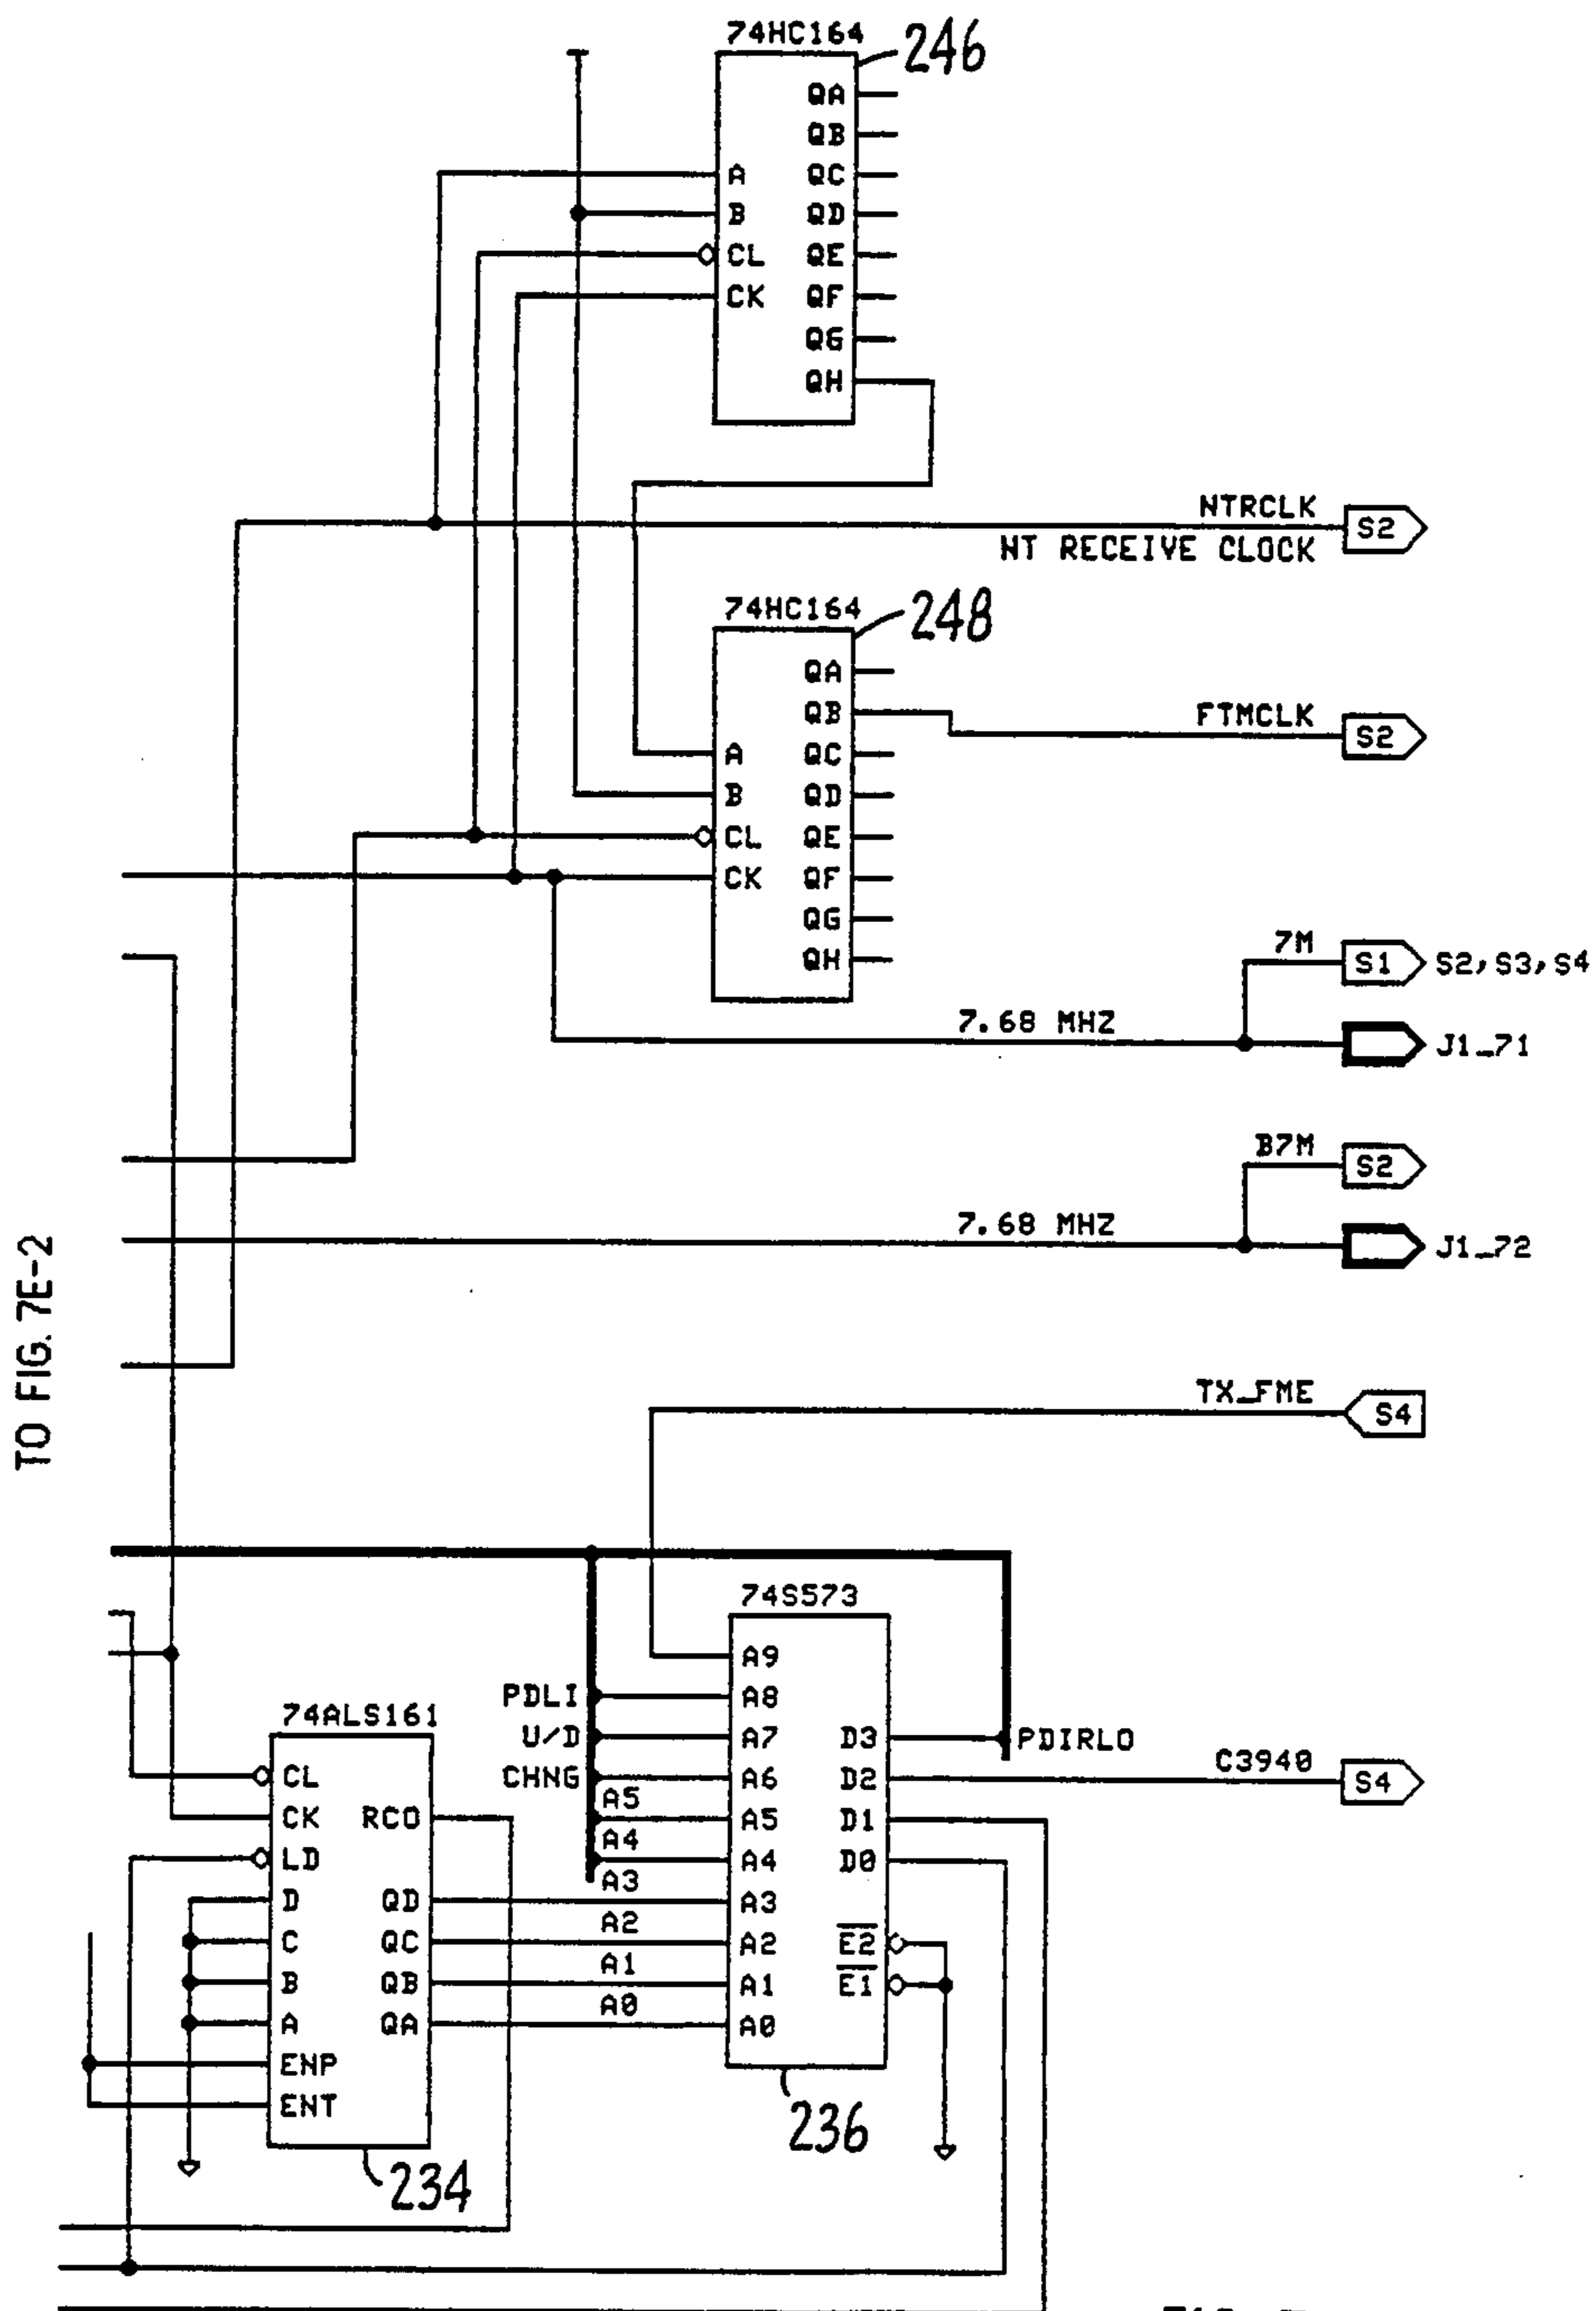 74HC164
246
QA
QB
A QC
B QD
CL QE
CK QF
QG
QH
NTRCLK
S2
NT RECEIVE CLOCK
74HC164
248
QA
QB
FTMCLK
S2
A QC
B QD
CL QE
CK QF
QG
QH
7M
S1 S2,S3,S4
7.68 MHZ
J1_71
B7M
S2
7.68 MHZ
J1_72
TO FIG. 7E-2
TX_FME
S4
74S573
A9
PDLI A8
U/D A7 D3 PDIRLO
CHNG A6 D2 C3940 S4
A5
A5 D1
A4
A4 D0
A3
A3
A2
A2 E2
A1
A1 E1
A0
A0
236
74ALS161
CL
CK RCO
LD
D QD
C QC
B QB
A QA
ENP
ENT
234